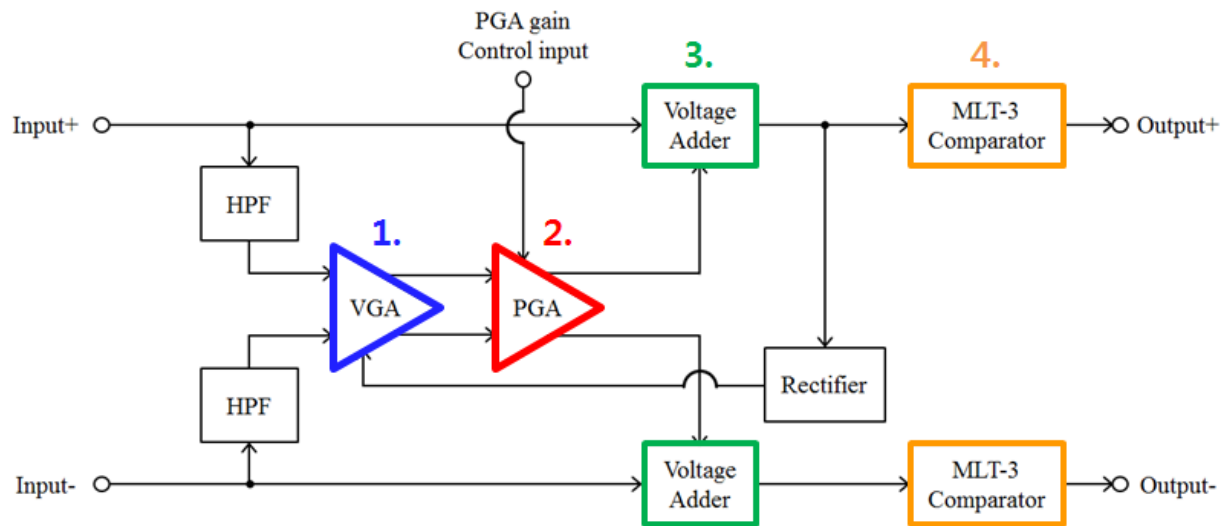 PGA gain
Control input
3.
4.
Input+
Voltage
Adder
MLT-3
Comparator
Output+
HPF
1.
2.
VGA
PGA
HPF
Rectifier
Input-
Voltage
Adder
MLT-3
Comparator
Output-